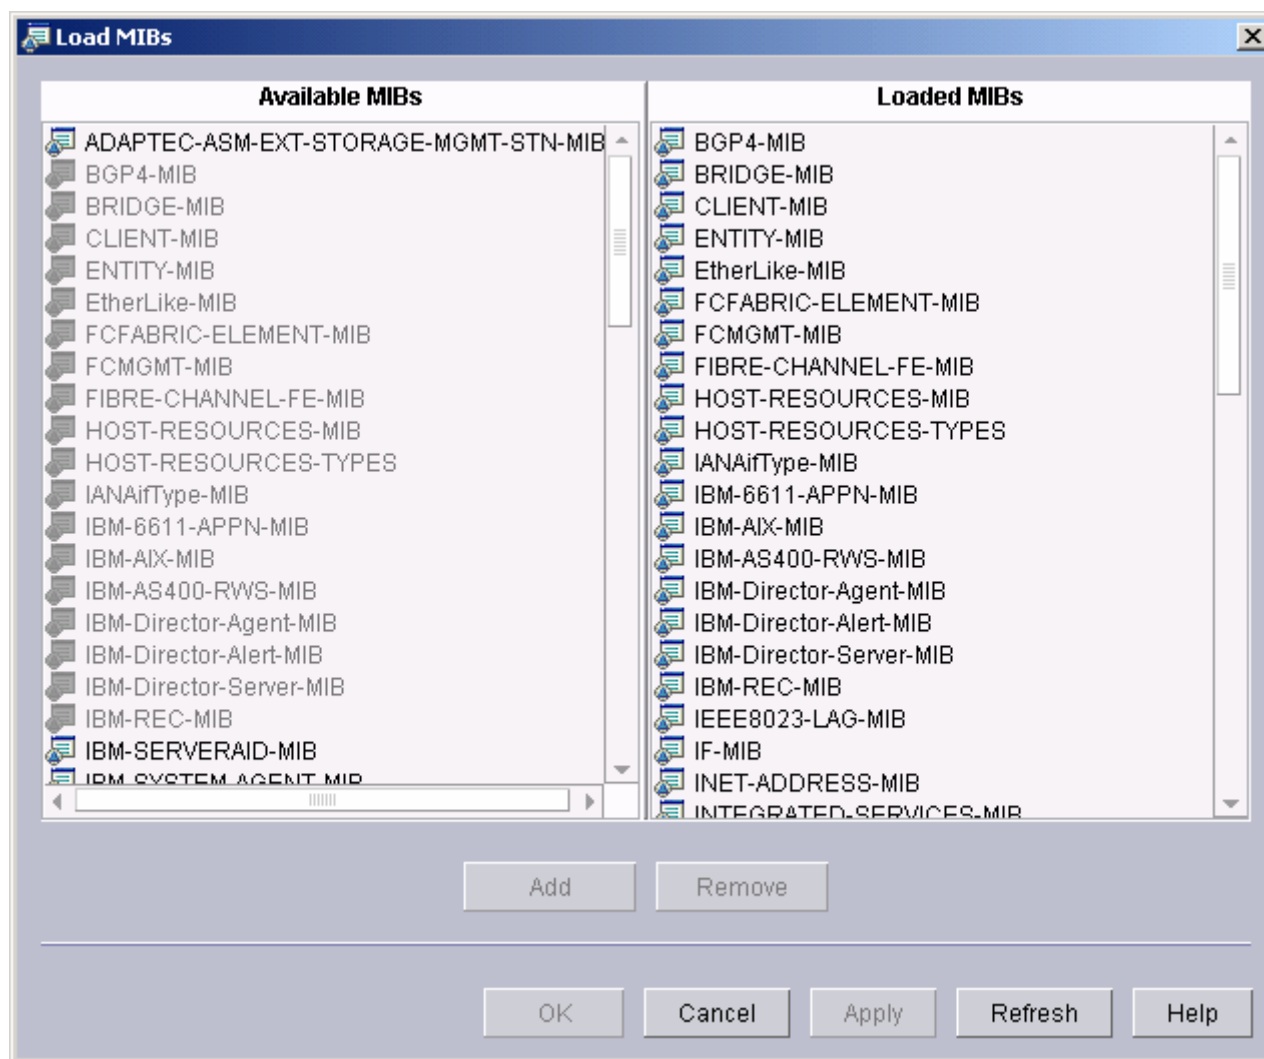 Load MIBs
Available MIBs
ADAPTEC-ASM-EXT-STORAGE-MGMT-STN-MIB
BGP4-MIB
BRIDGE-MIB
CLIENT-MIB
ENTITY-MIB
EtherLike-MIB
FCFABRIC-ELEMENT-MIB
FCMGMT-MIB
FIBRE-CHANNEL-FE-MIB
HOST-RESOURCES-MIB
HOST-RESOURCES-TYPES
IANAifType-MIB
IBM-6611-APPN-MIB
IBM-AIX-MIB
IBM-AS400-RWS-MIB
IBM-Director-Agent-MIB
IBM-Director-Alert-MIB
IBM-Director-Server-MIB
IBM-REC-MIB
IBM-SERVERAID-MIB
IBM-SYSTEM-AGENT-MIB
Loaded MIBs
BGP4-MIB
BRIDGE-MIB
CLIENT-MIB
ENTITY-MIB
EtherLike-MIB
FCFABRIC-ELEMENT-MIB
FCMGMT-MIB
FIBRE-CHANNEL-FE-MIB
HOST-RESOURCES-MIB
HOST-RESOURCES-TYPES
IANAifType-MIB
IBM-6611-APPN-MIB
IBM-AIX-MIB
IBM-AS400-RWS-MIB
IBM-Director-Agent-MIB
IBM-Director-Alert-MIB
IBM-Director-Server-MIB
IBM-REC-MIB
IEEE8023-LAG-MIB
IF-MIB
INET-ADDRESS-MIB
INTEGRATED-SERVICES-MIB
Add Remove
OK Cancel Apply Refresh Help